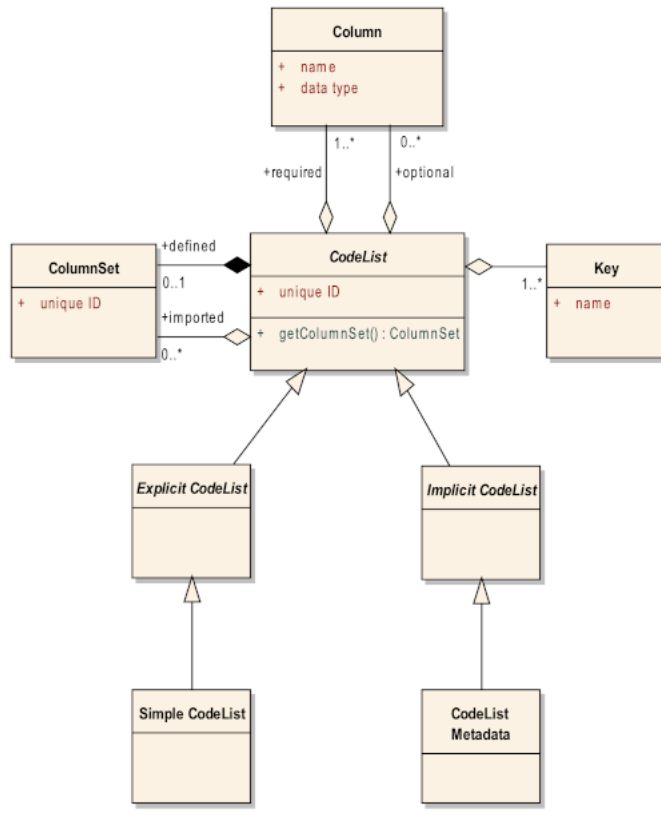 Column
+ name
+ data type
1..*
0..*
+required
+optional
+defined
0..1
+imported
0..*
ColumnSet
+ unique ID
CodeList
+ unique ID
+ getColumnSet() : ColumnSet
1..*
Key
+ name
Explicit CodeList
Implicit CodeList
Simple CodeList
CodeList
Metadata